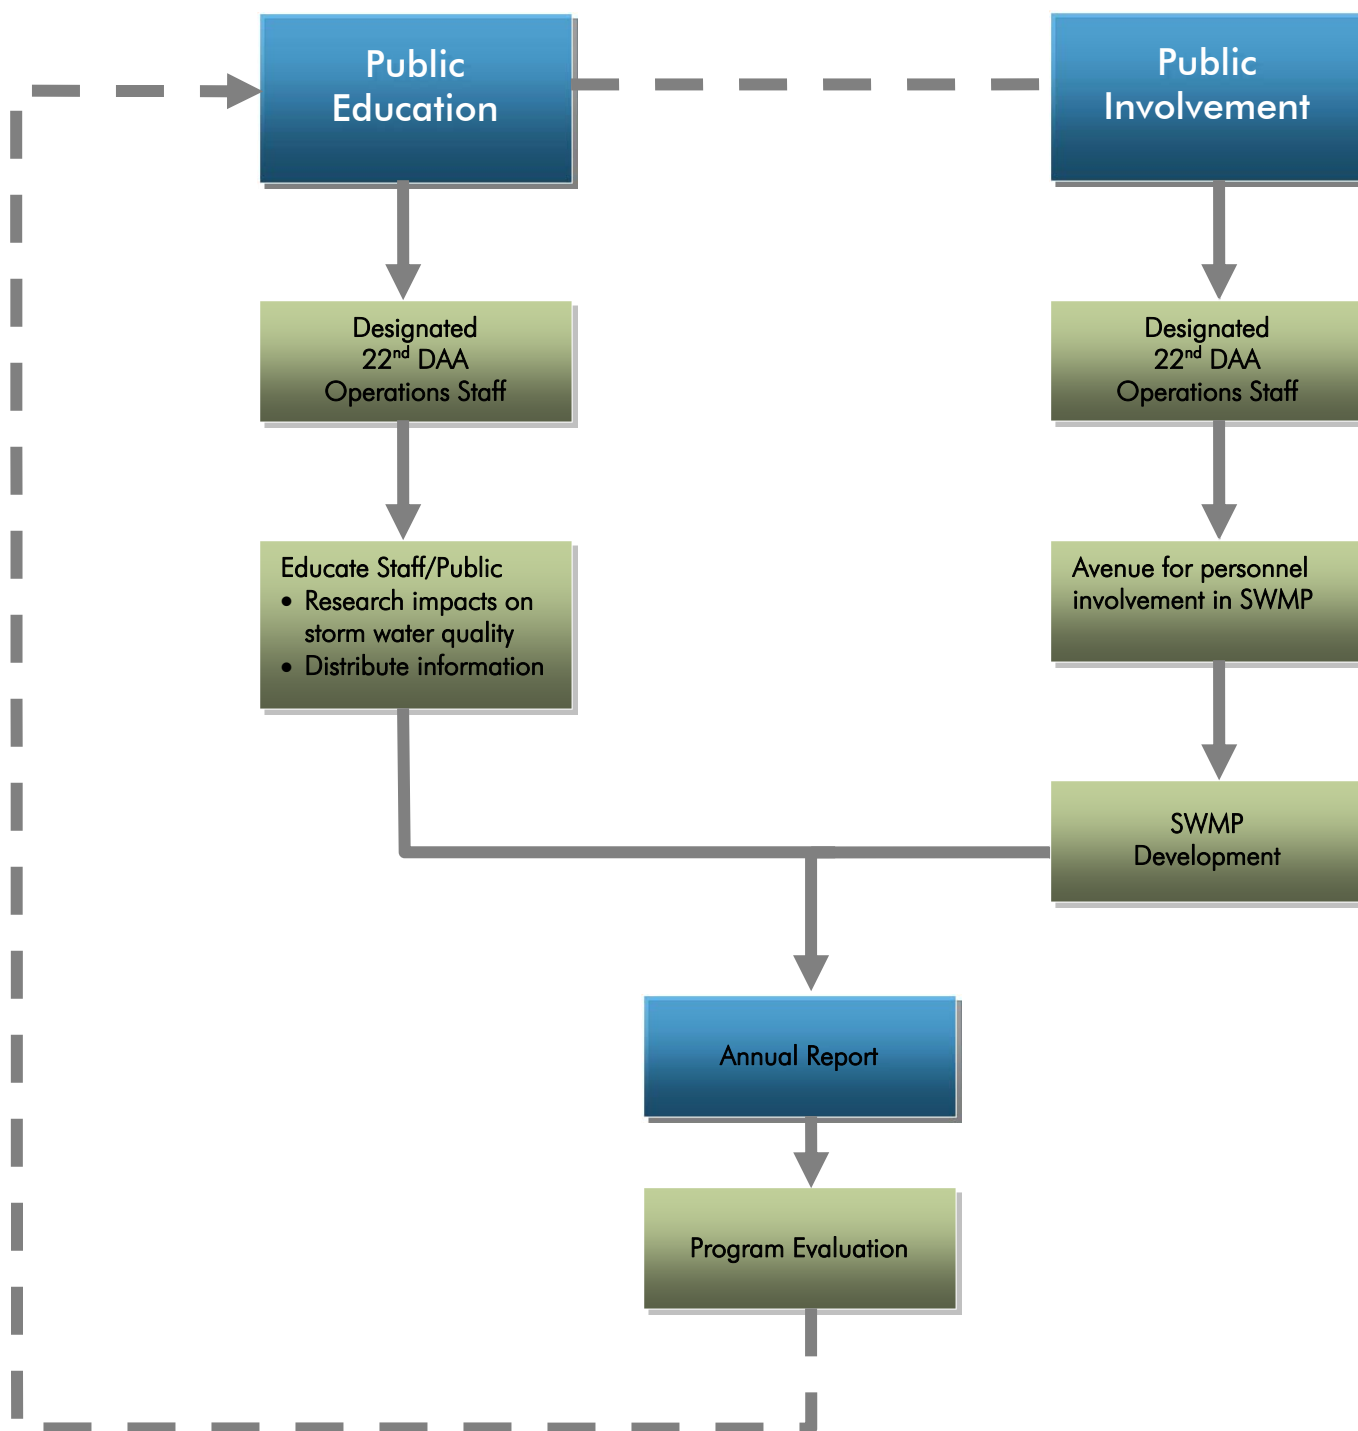 Public
Education
Public
Involvement
Designated
22nd DAA
Operations Staff
Designated
22nd DAA
Operations Staff
Educate Staff/Public
• Research impacts on
storm water quality
• Distribute information
Avenue for personnel
involvement in SWMP
SWMP
Development
Annual Report
Program Evaluation